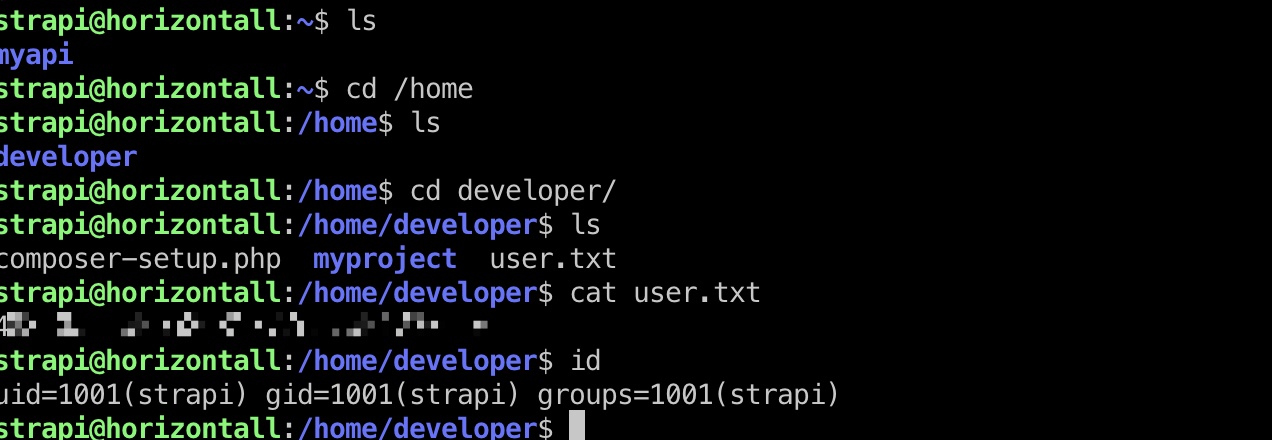 strapi@horizontall:~$ ls
myapi
strapi@horizontall:~$ cd /home
strapi@horizontall:/home$ ls
developer
strapi@horizontall:/home$ cd developer/
strapi@horizontall:/home/developer$ ls
composer-setup.php  myproject  user.txt
strapi@horizontall:/home/developer$ cat user.txt
strapi@horizontall:/home/developer$ id
uid=1001(strapi) gid=1001(strapi) groups=1001(strapi)
strapi@horizontall:/home/developer$